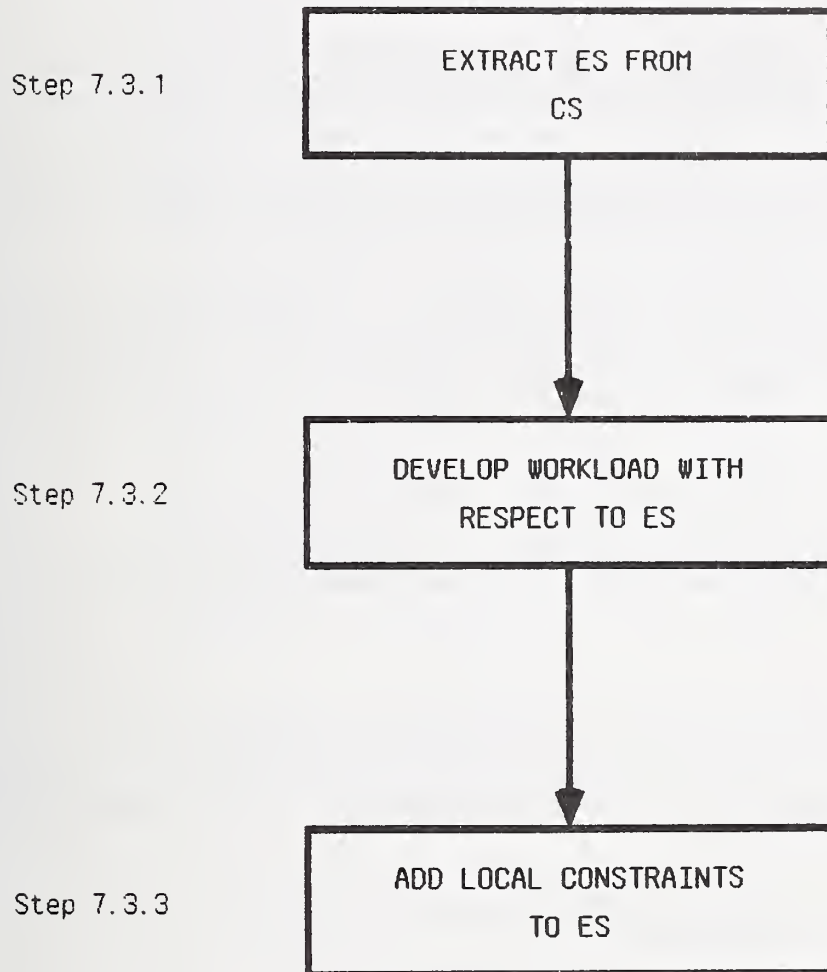 Step 7.3.1
EXTRACT ES FROM
CS
Step 7.3.2
DEVELOP WORKLOAD WITH
RESPECT TO ES
Step 7.3.3
ADD LOCAL CONSTRAINTS
TO ES